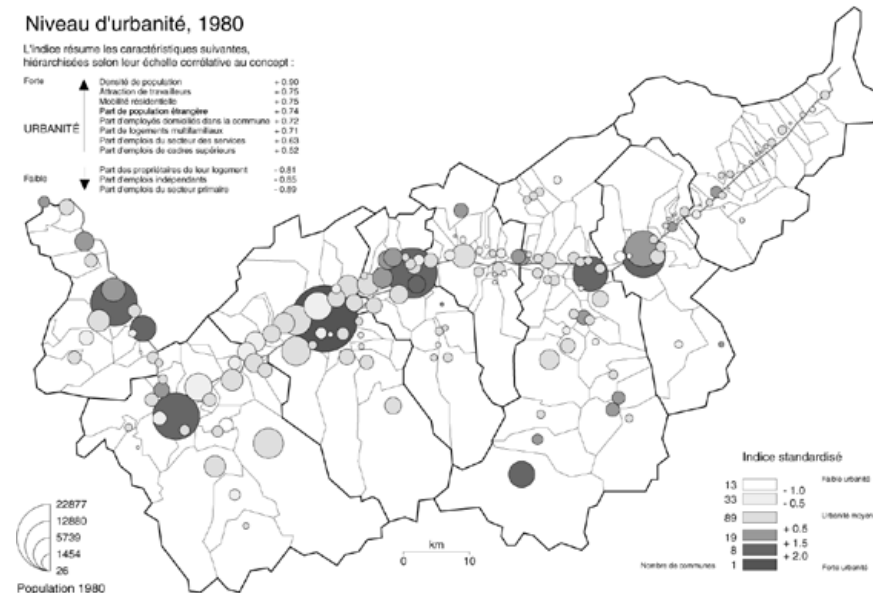 Niveau d'urbanité, 1980
L'indice résume les caractéristiques suivantes,
hiérarchisées selon leur échelle corrélative au concept :
Forte
Densité de population + 0.90
Attraction de travailleurs + 0.75
Mobilité résidentielle + 0.75
Part de population étrangère + 0.74
Part d'employés domiciliés dans la commune + 0.72
URBANITÉ
Part de logements multifamiliaux + 0.71
Part d'emplois du secteur des services + 0.63
Part d'emplois de cadres supérieurs + 0.52
Faible
Part des propriétaires de leur logement - 0.81
Part d'emplois indépendants - 0.85
Part d'emplois du secteur primaire - 0.89
22877
12880
5739
1454
26
Population 1980
km
0 10
Indice standardisé
13 Faible urbanité
- 1.0
33
- 0.5
89 Urbanité moyen
+ 0.5
19
+ 1.5
8
+ 2.0
Nombre de communes 1 Forte urbanité